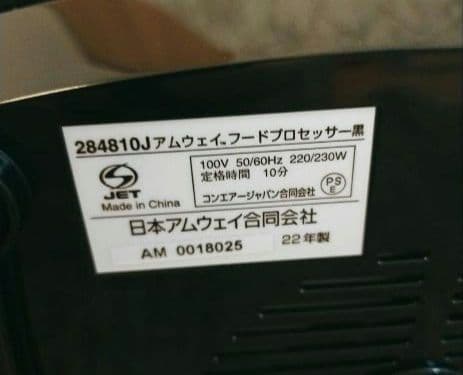 284810Jアムウェイ™フードプロセッサー黒
JET
Made in China
100V 50/60Hz 220/230W
定格時間 10分
コンエアージャパン合同会社
PS
E
日本アムウェイ合同会社
AM 0018025
22年製